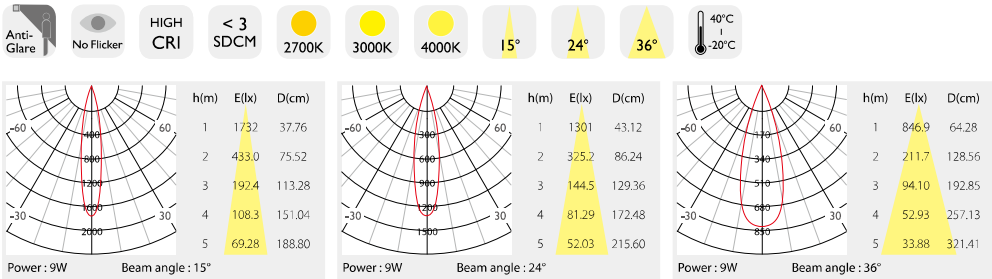 Anti-
Glare
No Flicker
HIGH
CRI
< 3
SDCM
2700K
3000K
4000K
15°
24°
36°
40°C
-20°C
h(m) E(lx) D(cm)
1 1732 37.76
2 433.0 75.52
3 192.4 113.28
4 108.3 151.04
5 69.28 188.80
-60 60
-30 30
400
800
1200
1600
2000
Power : 9W Beam angle : 15°
h(m) E(lx) D(cm)
1 1301 43.12
2 325.2 86.24
3 144.5 129.36
4 81.29 172.48
5 52.03 215.60
-60 60
-30 30
300
600
900
1200
1500
Power : 9W Beam angle : 24°
h(m) E(lx) D(cm)
1 846.9 64.28
2 211.7 128.56
3 94.10 192.85
4 52.93 257.13
5 33.88 321.41
-60 60
-30 30
170
340
510
680
850
Power : 9W Beam angle : 36°